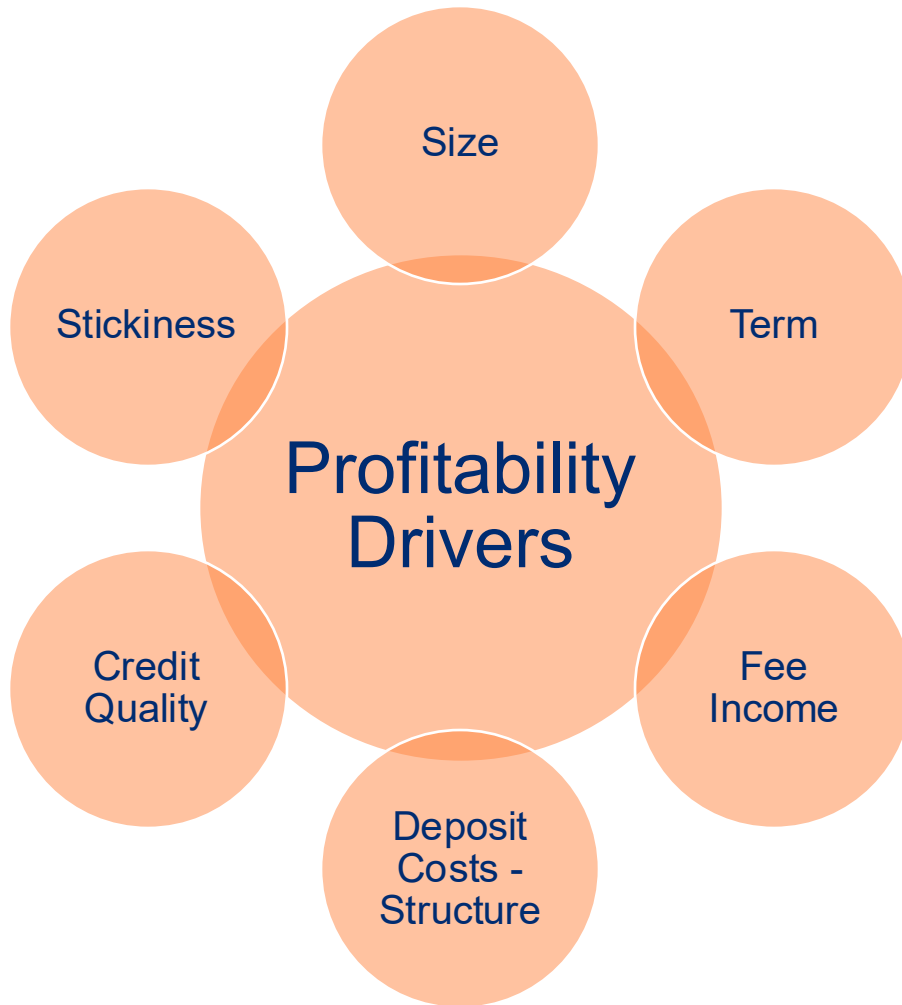 Size
Stickiness
Term
Profitability
Drivers
Credit
Quality
Fee
Income
Deposit
Costs -
Structure